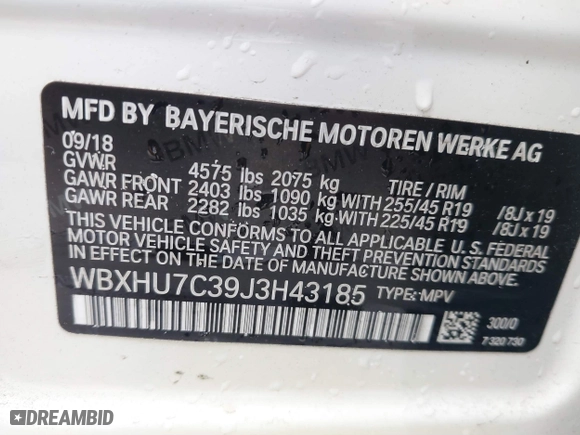 MFD BY BAYERISCHE MOTOREN WERKE AG
09/18
GVWR 4575 lbs 2075 kg TIRE / RIM
GAWR FRONT 2403 lbs 1090 kg WITH 255/45 R19 /8J x 19
GAWR REAR 2282 lbs 1035 kg WITH 225/45 R19 /8J x 19
THIS VEHICLE CONFORMS TO ALL APPLICABLE U. S. FEDERAL
MOTOR VEHICLE SAFETY AND THEFT PREVENTION STANDARDS
IN EFFECT ON THE DATE OF MANUFACTURE SHOWN ABOVE.
WBXHU7C39J3H43185 TYPE: MPV
300/0
7 320 730
DREAMBID